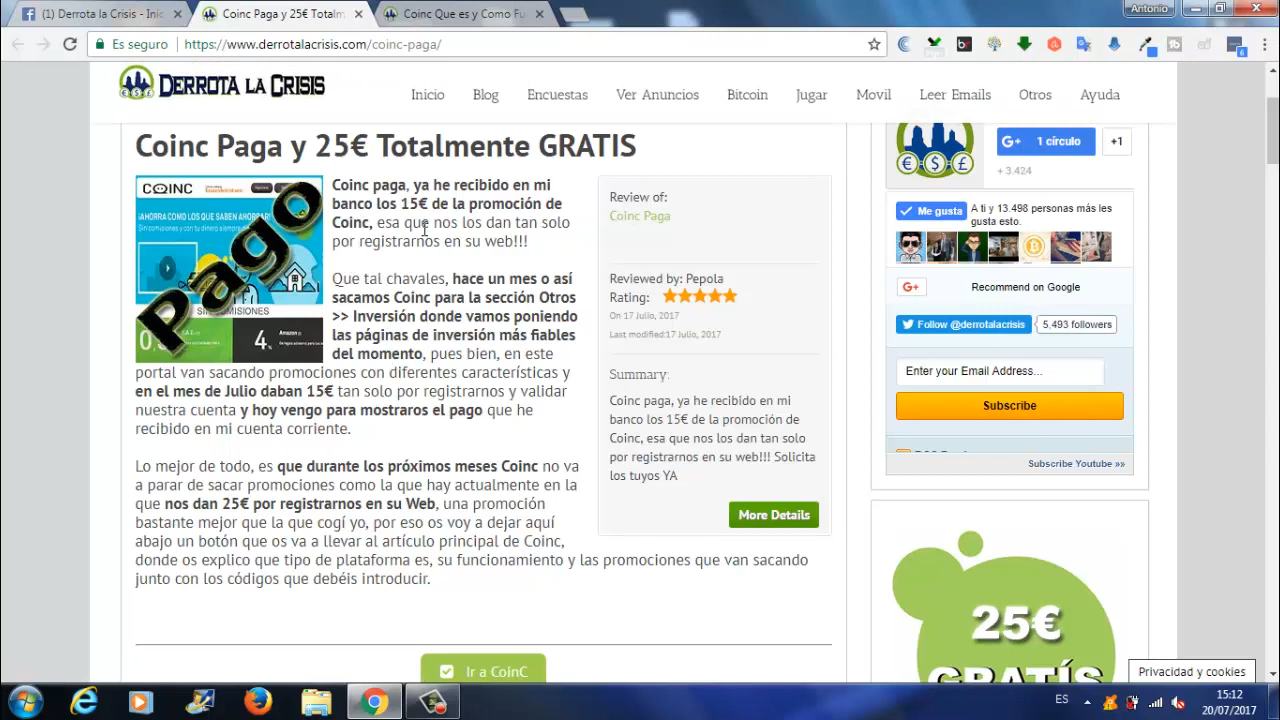 (1) Derrota la Crisis - Inic
Coinc Paga y 25€ Totalm
Coinc Que es y Como Fu
Antonio
Es seguro
https://www.derrotalacrisis.com/coinc-paga/
DERROTA LA CRISIS
Inicio
Blog
Encuestas
Ver Anuncios
Bitcoin
Jugar
Movil
Leer Emails
Otros
Ayuda
Coinc Paga y 25€ Totalmente GRATIS
COINC
¡AHORRA COMO LOS QUE SABEN AHORRAR!
Pago
SIN COMISIONES
4%
Coinc paga, ya he recibido en mi
banco los 15€ de la promoción de
Coinc, esa que nos los dan tan solo
por registrarnos en su web!!!
Que tal chavales, hace un mes o así
sacamos Coinc para la sección Otros
>> Inversión donde vamos poniendo
las páginas de inversión más fiables
del momento, pues bien, en este
portal van sacando promociones con diferentes características y
en el mes de Julio daban 15€ tan solo por registrarnos y validar
nuestra cuenta y hoy vengo para mostraros el pago que he
recibido en mi cuenta corriente.
Lo mejor de todo, es que durante los próximos meses Coinc no va
a parar de sacar promociones como la que hay actualmente en la
que nos dan 25€ por registrarnos en su Web, una promoción
bastante mejor que la que cogí yo, por eso os voy a dejar aquí
abajo un botón que os va a llevar al artículo principal de Coinc,
donde os explico que tipo de plataforma es, su funcionamiento y las promociones que van sacando
junto con los códigos que debéis introducir.
Ir a CoinC
Review of:
Coinc Paga
Reviewed by: Pepola
Rating:
On 17 Julio, 2017
Last modified:17 Julio, 2017
Summary:
Coinc paga, ya he recibido en mi
banco los 15€ de la promoción de
Coinc, esa que nos los dan tan solo
por registrarnos en su web!!! Solicita
los tuyos YA
More Details
G+ 1 círculo
+1
+ 3.424
Me gusta
A ti y 13.498 personas más les
gusta esto.
G+
Recommend on Google
Follow @derrotalacrisis
5,493 followers
Enter your Email Address...
Subscribe
Subscribe Youtube »»
25€
GRATÍS
Privacidad y cookies
ES
15:12
20/07/2017